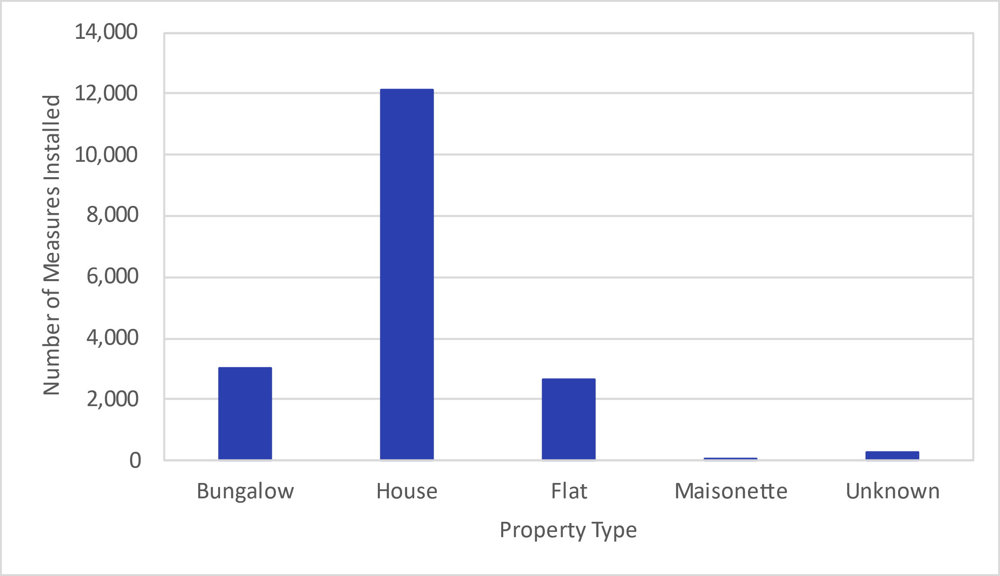 14,000
12,000
10,000
8,000
6,000
4,000
2,000
0
Number of Measures Installed
Bungalow House Flat Maisonette Unknown
Property Type